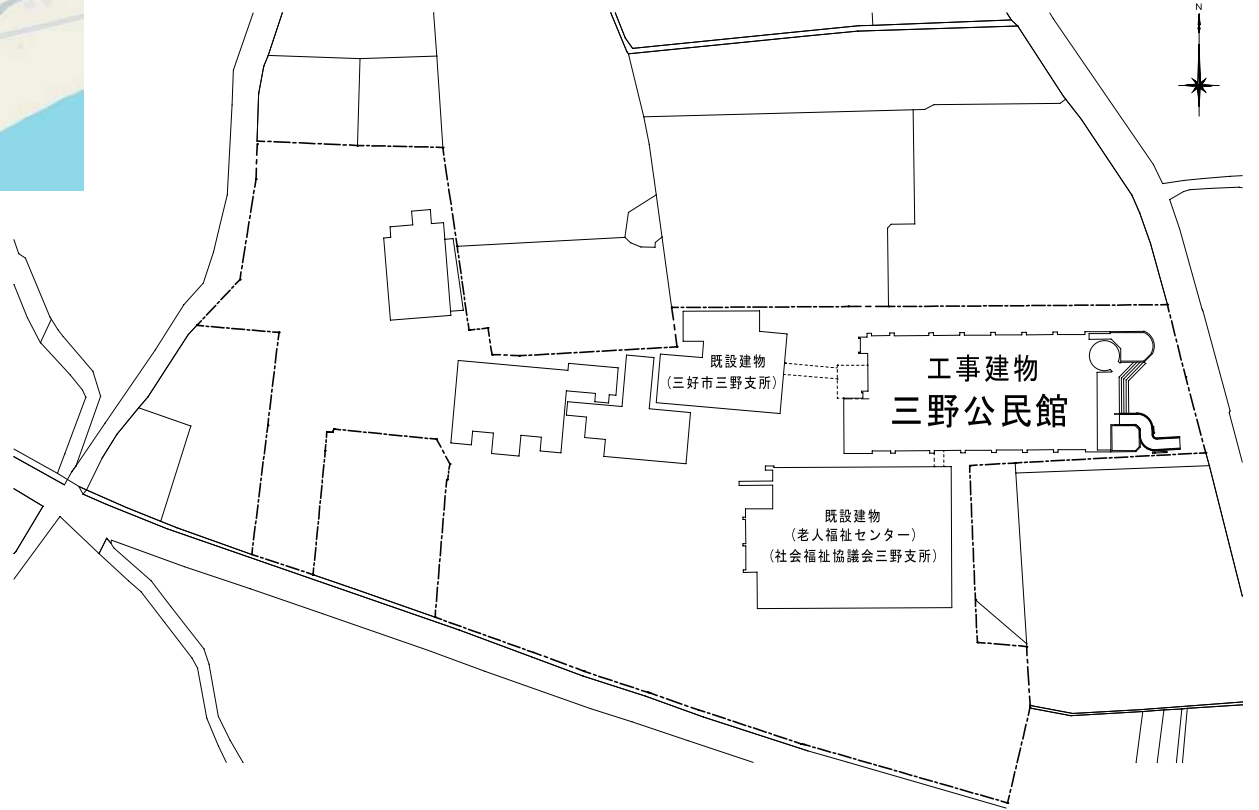 N
既設建物
(三好市三野支所)
工事建物
三野公民館
既設建物
(老人福祉センター)
(社会福祉協議会三野支所)